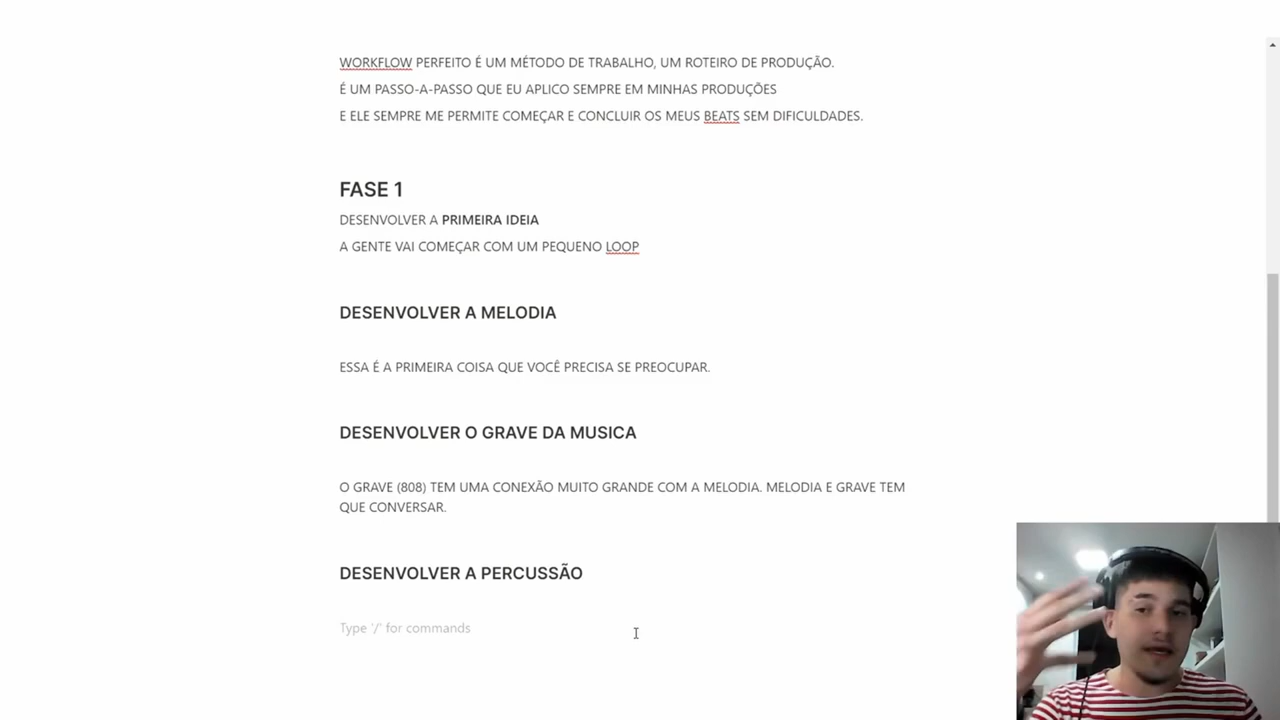 WORKFLOW PERFEITO É UM MÉTODO DE TRABALHO, UM ROTEIRO DE PRODUÇÃO.
É UM PASSO-A-PASSO QUE EU APLICO SEMPRE EM MINHAS PRODUÇÕES
E ELE SEMPRE ME PERMITE COMEÇAR E CONCLUIR OS MEUS BEATS SEM DIFICULDADES.
FASE 1
DESENVOLVER A PRIMEIRA IDEIA
A GENTE VAI COMEÇAR COM UM PEQUENO LOOP
DESENVOLVER A MELODIA
ESSA É A PRIMEIRA COISA QUE VOCÊ PRECISA SE PREOCUPAR.
DESENVOLVER O GRAVE DA MUSICA
O GRAVE (808) TEM UMA CONEXÃO MUITO GRANDE COM A MELODIA. MELODIA E GRAVE TEM
QUE CONVERSAR.
DESENVOLVER A PERCUSSÃO
Type '/' for commands